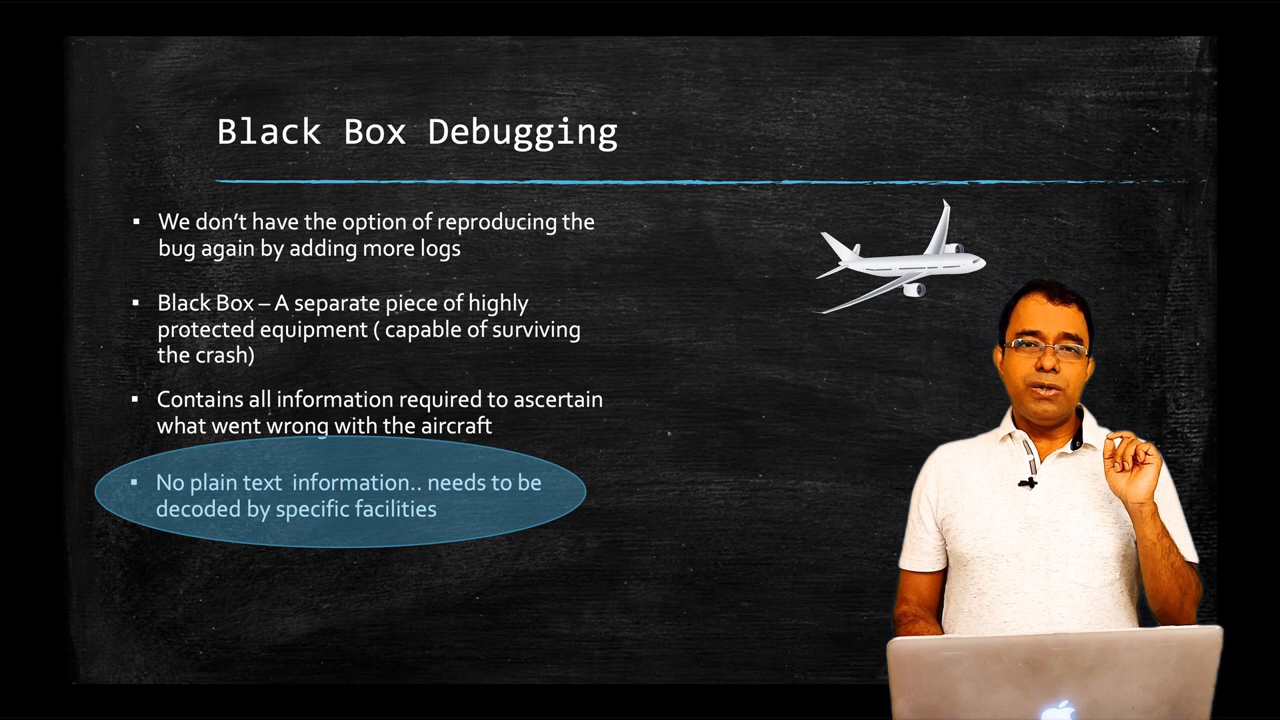 Black Box Debugging
▪ We don’t have the option of reproducing the
bug again by adding more logs
▪ Black Box – A separate piece of highly
protected equipment ( capable of surviving
the crash)
▪ Contains all information required to ascertain
what went wrong with the aircraft
▪ No plain text  information.. needs to be
decoded by specific facilities